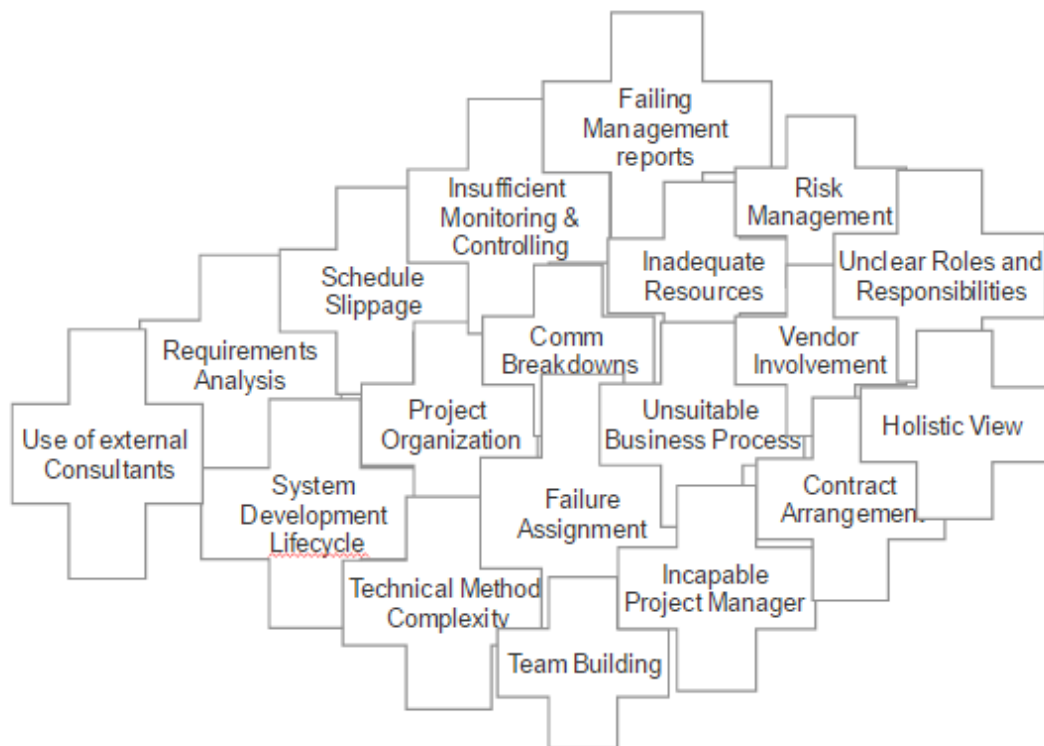 Failing
Management
reports
Risk
Management
Insufficient
Monitoring &
Controlling
Inadequate
Resources
Unclear Roles and
Responsibilities
Schedule
Slippage
Comm
Breakdowns
Vendor
Involvement
Requirements
Analysis
Project
Organization
Unsuitable
Business Process
Holistic View
Use of external
Consultants
System
Development
Lifecycle
Failure
Assignment
Contract
Arrangement
Technical Method
Complexity
Incapable
Project Manager
Team Building